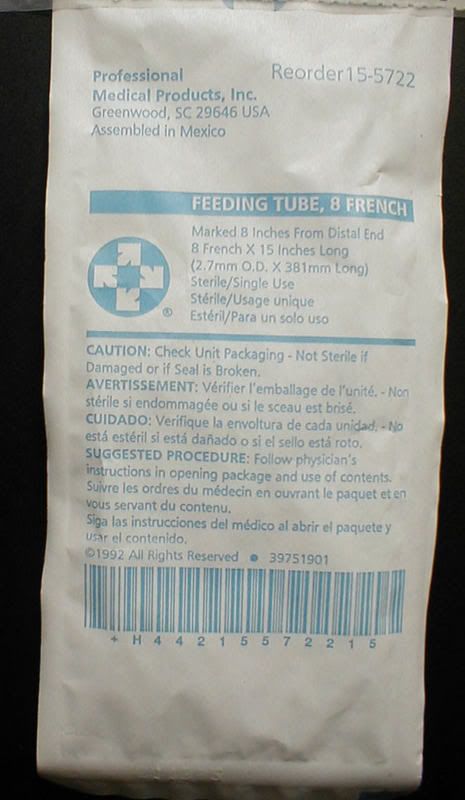 Professional
Medical Products, Inc.
Greenwood, SC 29646 USA
Assembled in Mexico
Reorder 15-5722
FEEDING TUBE, 8 FRENCH
Marked 8 Inches From Distal End
8 French X 15 Inches Long
(2.7mm O.D. X 381mm Long)
Sterile/Single Use
Stérile/Usage unique
Estéril/Para un solo uso
®
CAUTION: Check Unit Packaging - Not Sterile if
Damaged or if Seal is Broken.
AVERTISSEMENT: Vérifier l'emballage de l'unité. - Non
stérile si endommagée ou si le sceau est brisé.
CUIDADO: Verifique la envoltura de cada unidad. - No
está estéril si está dañado o si el sello está roto.
SUGGESTED PROCEDURE: Follow physician's
instructions in opening package and use of contents.
Suivre les ordres du médecin en ouvrant le paquet et en
vous servant du contenu.
Siga las instrucciones del médico al abrir el paquete y
usar el contenido.
©1992 All Rights Reserved ● 39751901
+H44215572215